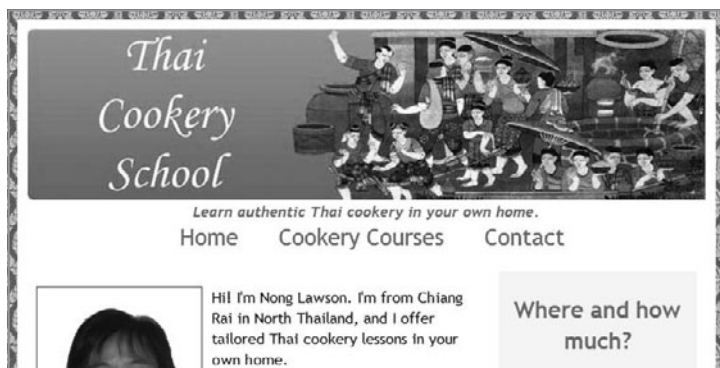 Thai
Cookery
School
Learn authentic Thai cookery in your own home.
Home Cookery Courses Contact
Hi! I'm Nong Lawson. I'm from Chiang
Rai in North Thailand, and I offer
tailored Thai cookery lessons in your
own home.
Where and how
much?